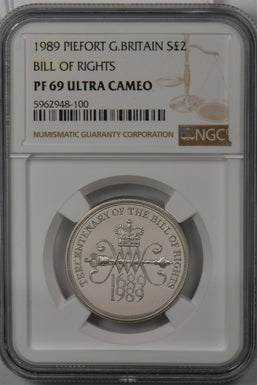 1989 PIEFORT G.BRITAIN S£2
BILL OF RIGHTS
PF 69 ULTRA CAMEO
5962948-100
NUMISMATIC GUARANTY CORPORATION
NGC
TERCENTENARY OF THE BILL OF RIGHTS
1689
1989